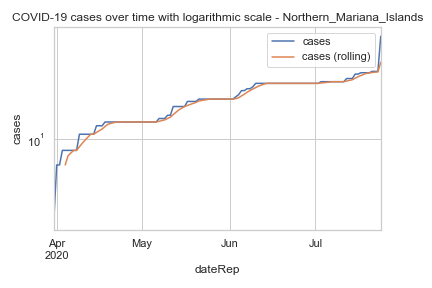 COVID-19 cases over time with logarithmic scale - Northern_Mariana_Islands
cases
cases (rolling)
cases
10¹
Apr
2020
May
Jun
Jul
dateRep